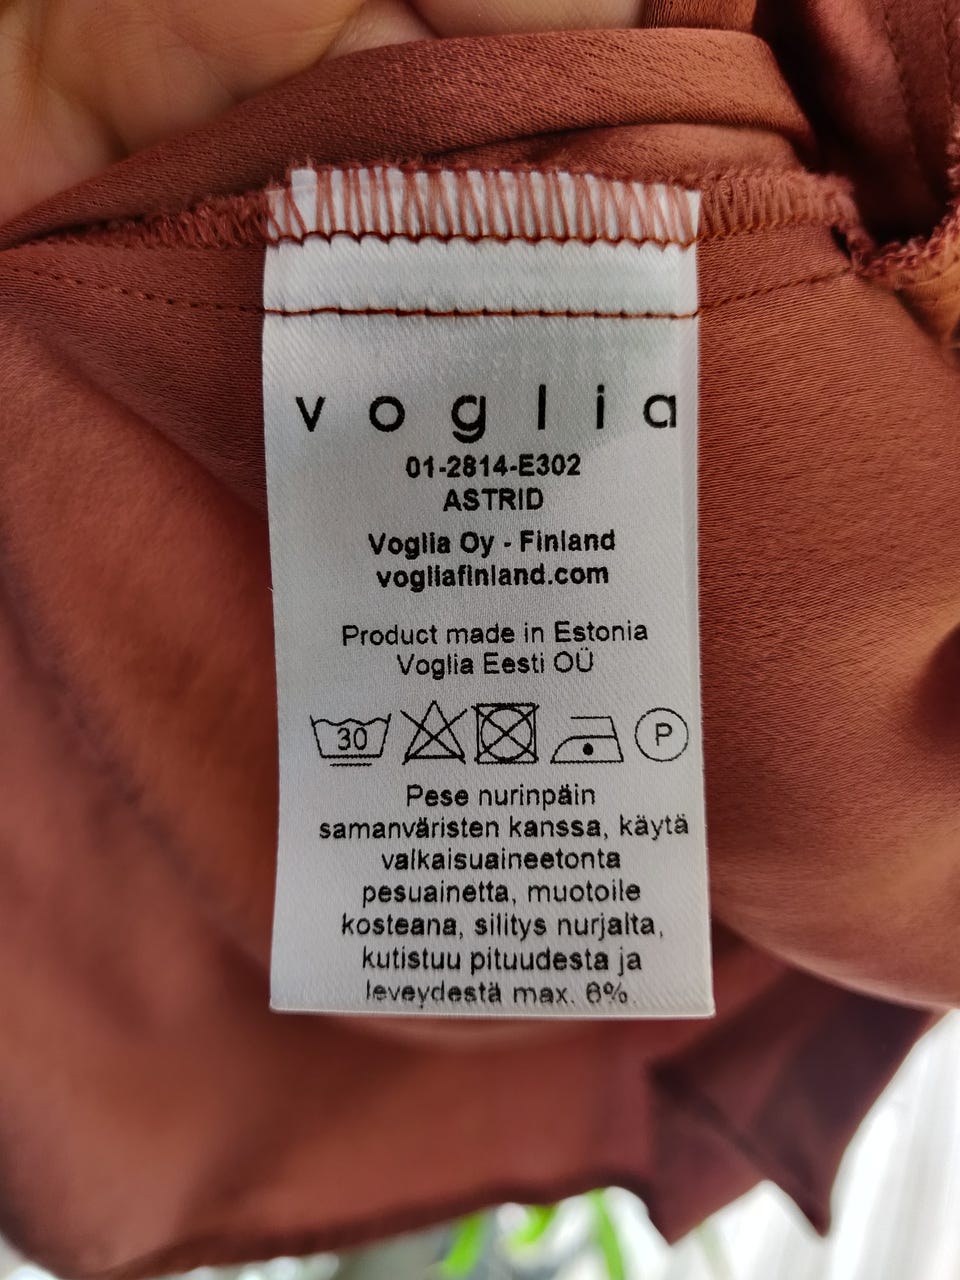 voglia
01-2814-E302
ASTRID
Voglia Oy - Finland
vogliafinland.com
Product made in Estonia
Voglia Eesti OÜ
30 P
Pese nurinpäin
samanväristen kanssa, käytä
valkaisuaineetonta
pesuainetta, muotoile
kosteana, silitys nurjalta,
kutistuu pituudesta ja
leveydestä max. 6%.